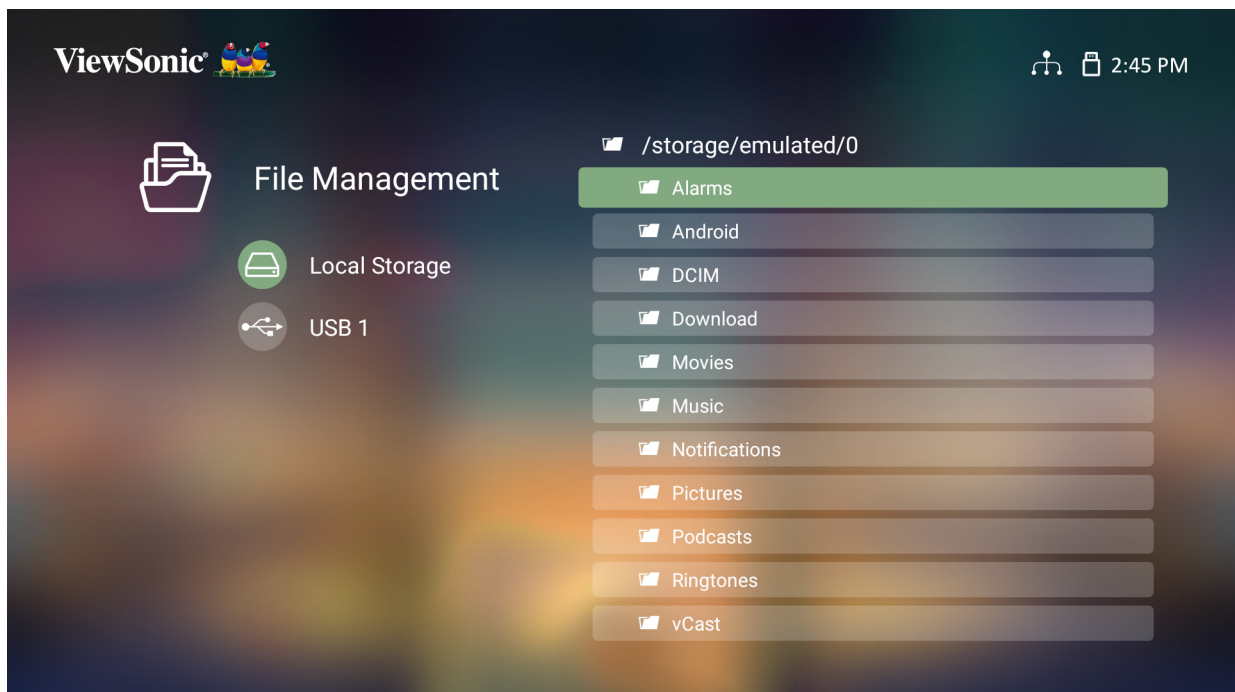 ViewSonic®
2:45 PM
File Management
Local Storage
USB 1
/storage/emulated/0
Alarms
Android
DCIM
Download
Movies
Music
Notifications
Pictures
Podcasts
Ringtones
vCast